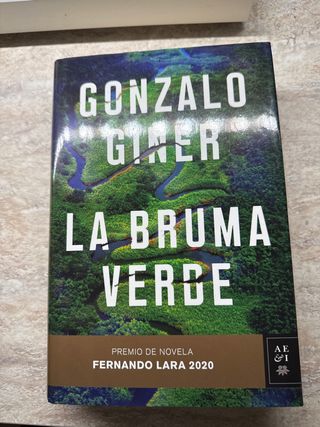 GONZALO
GINER
LA BRUMA
VERDE
PREMIO DE NOVELA
FERNANDO LARA 2020
AE
&I